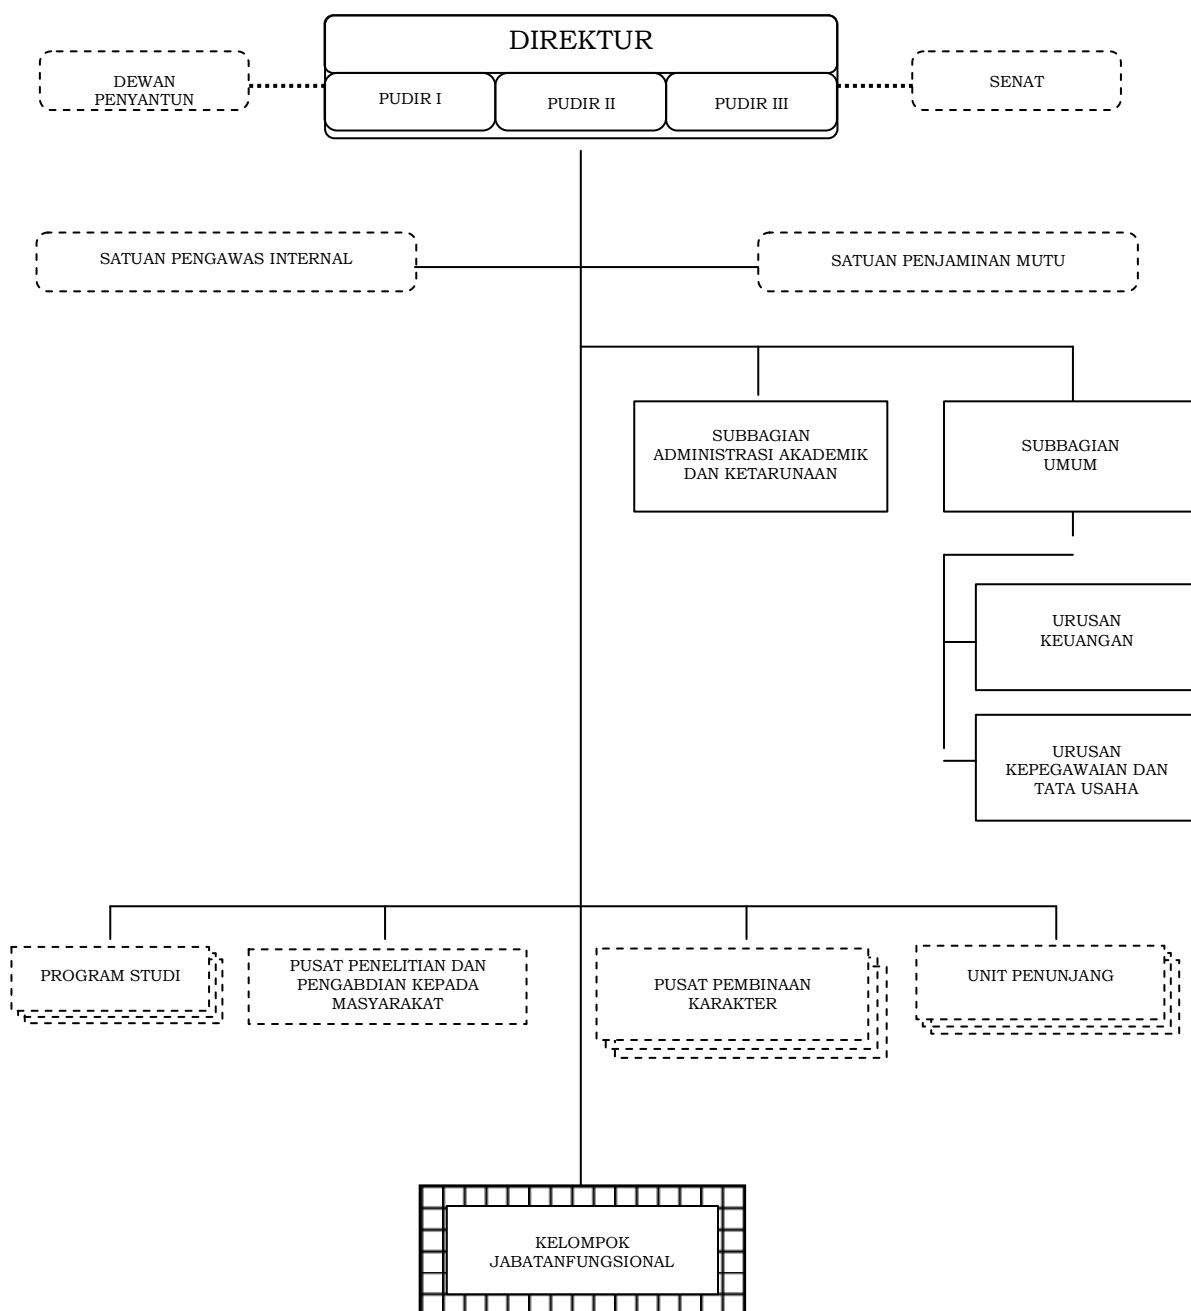 DIREKTUR
DEWAN
PENYANTUN
PUDIR I
PUDIR II
PUDIR III
SENAT
SATUAN PENGAWAS INTERNAL
SATUAN PENJAMINAN MUTU
SUBBAGIAN
ADMINISTRASI AKADEMIK
DAN KETARUNAAN
SUBBAGIAN
UMUM
URUSAN
KEUANGAN
URUSAN
KEPEGAWAIAN DAN
TATA USAHA
PROGRAM STUDI
PUSAT PENELITIAN DAN
PENGABDIAN KEPADA
MASYARAKAT
PUSAT PEMBINAAN
KARAKTER
UNIT PENUNJANG
KELOMPOK
JABATANFUNGSIONAL